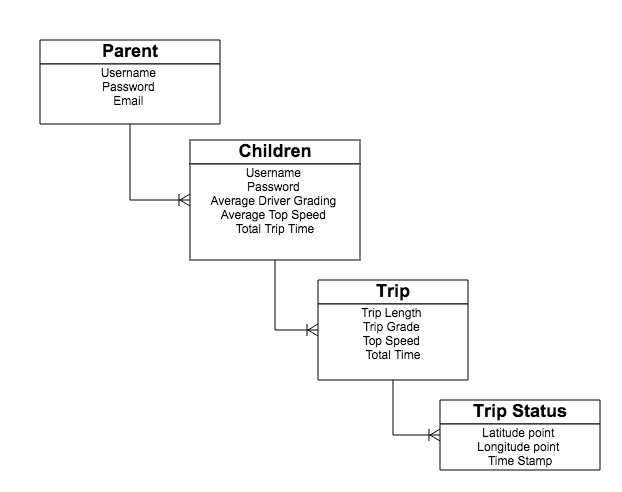 Parent
Username
Password
Email
Children
Username
Password
Average Driver Grading
Average Top Speed
Total Trip Time
Trip
Trip Length
Trip Grade
Top Speed
Total Time
Trip Status
Latitude point
Longitude point
Time Stamp